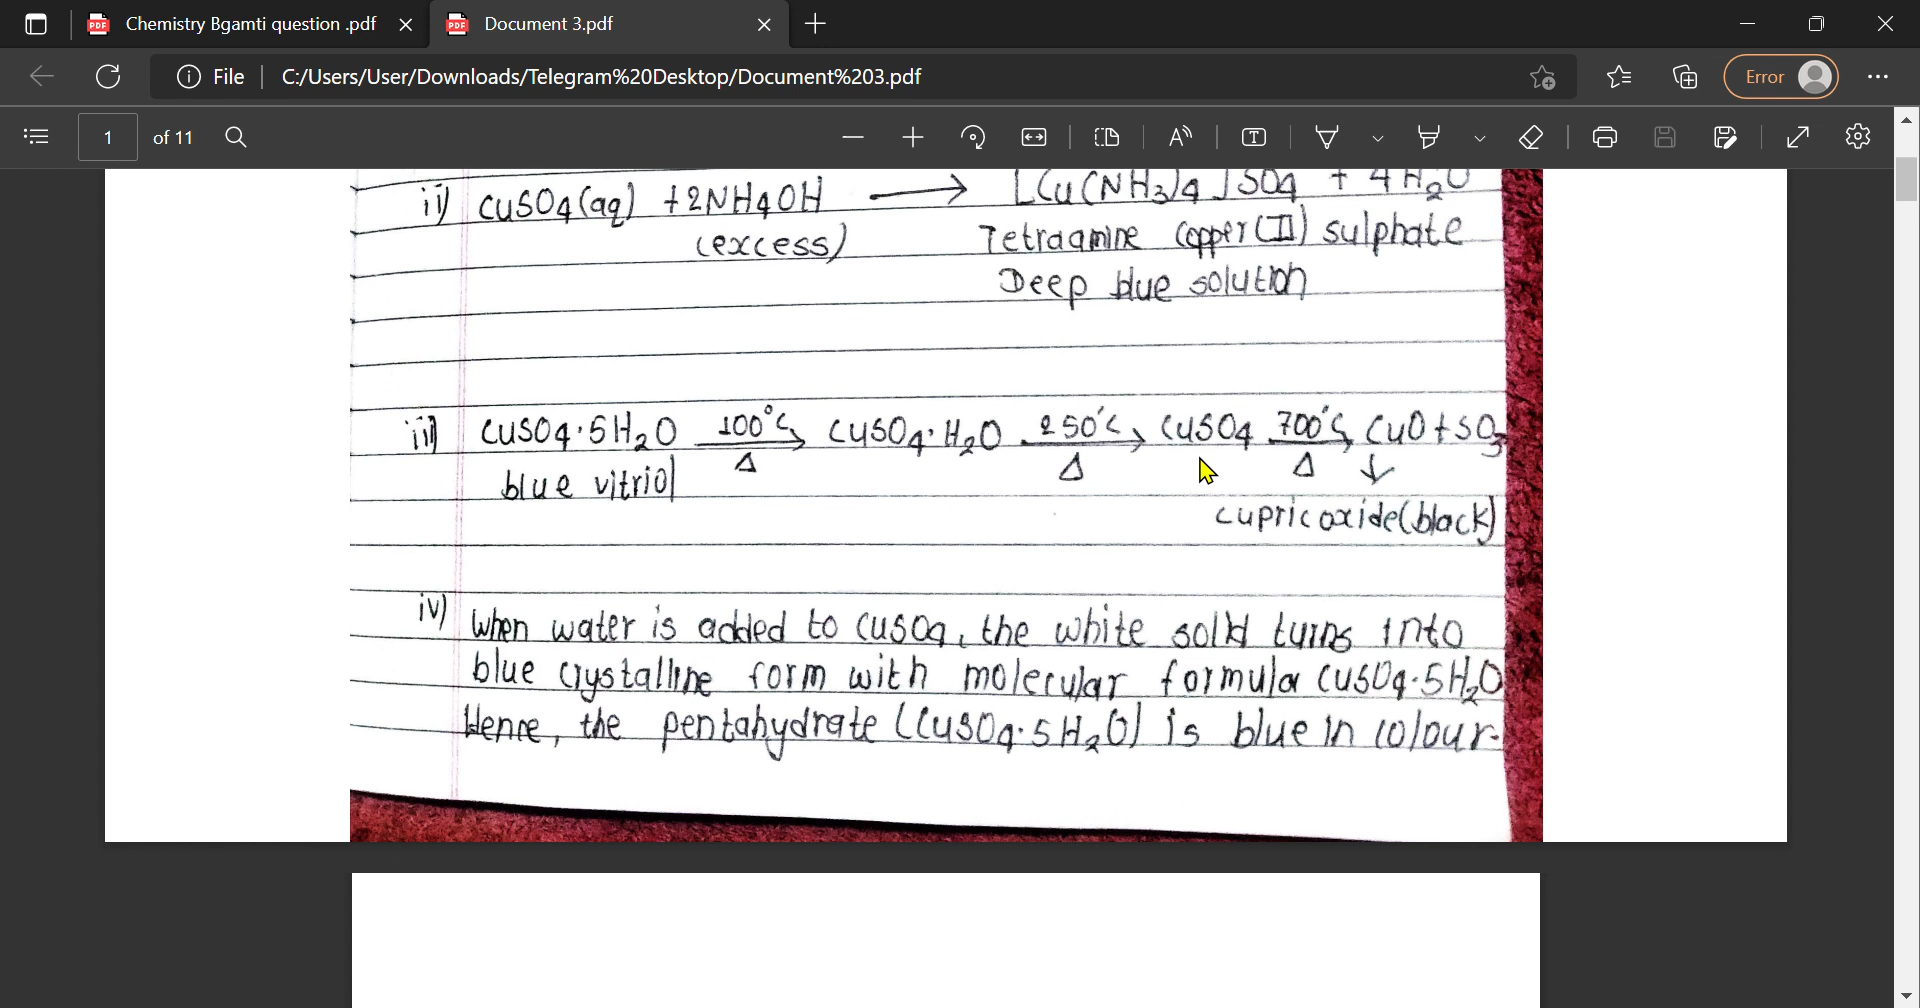 Chemistry Bgamti question .pdf
Document 3.pdf
File
C:/Users/User/Downloads/Telegram%20Desktop/Document%203.pdf
Error
1 of 11
ii) CuSO4(aq) +2NH4OH → [Cu(NH3)4]SO4 + 4H2O
(excess) Tetraamine copper(II) sulphate
Deep blue solution
iii) CuSO4·5H2O 100°C Δ → CuSO4·H2O 250°C Δ → CuSO4 700°C Δ → CuO+SO3
blue vitriol
↓
cupric oxide(black)
iv) When water is added to CuSO4, the white solid turns into
blue crystalline form with molecular formula CuSO4·5H2O
Hence, the pentahydrate (CuSO4·5H2O) is blue in colour.